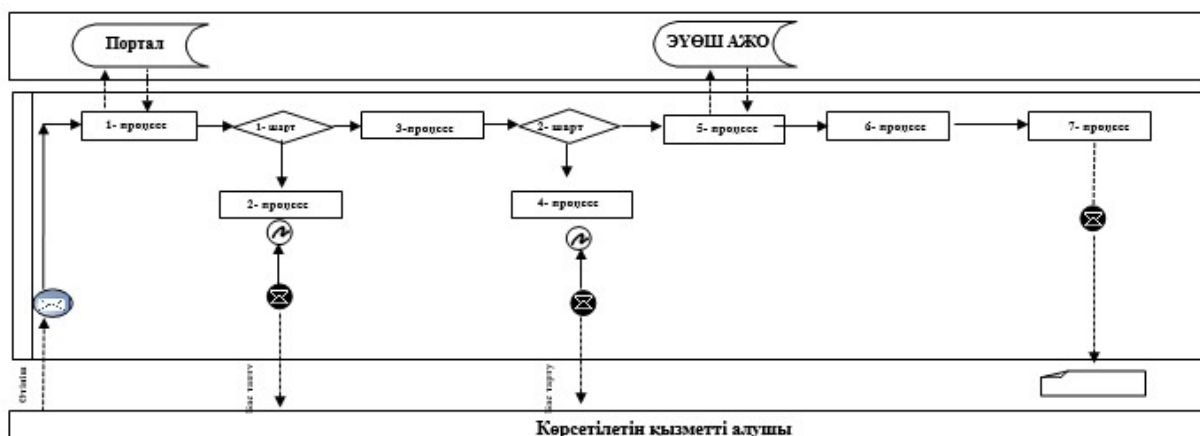 Портал
ЭҮӨШ АЖО
1- процесс
1- шарт
3-процесс
2- шарт
5- процесс
6- процесс
7- процесс
2- процесс
4- процесс
Өтініш
Бас тарту
Бас тарту
Көрсетілетін қызметті алушы